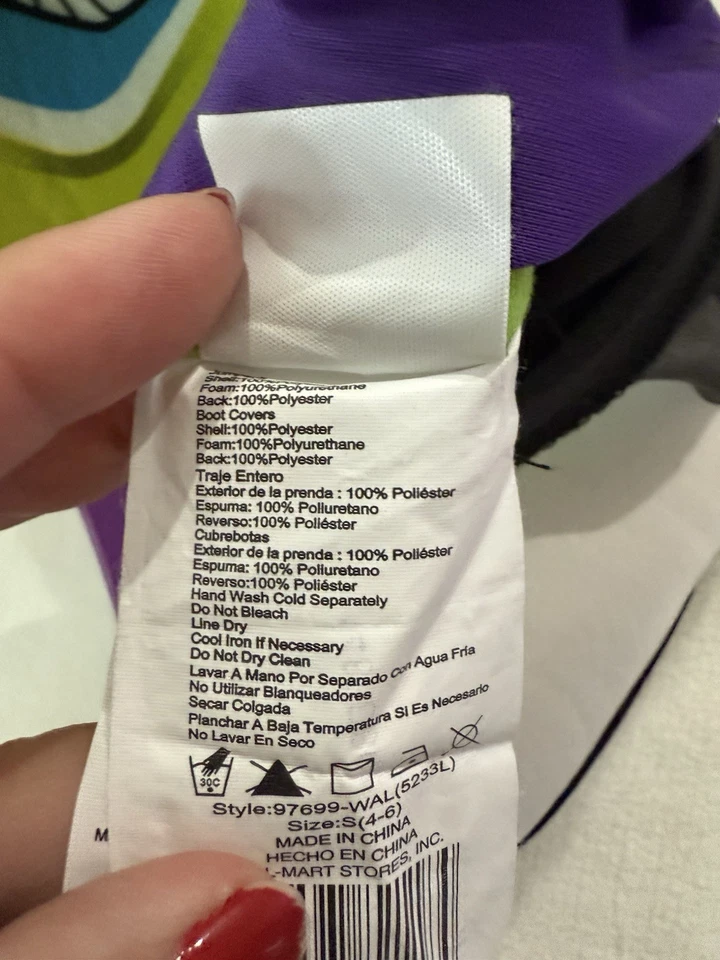 Foam:100%Polyurethane
Back:100%Polyester
Boot Covers
Shell:100%Polyester
Foam:100%Polyurethane
Back:100%Polyester
Traje Entero
Exterior de la prenda : 100% Poliéster
Espuma: 100% Poliuretano
Reverso:100% Poliéster
Cubrebotas
Exterior de la prenda : 100% Poliéster
Espuma: 100% Poliuretano
Reverso:100% Poliéster
Hand Wash Cold Separately
Do Not Bleach
Line Dry
Cool Iron If Necessary
Do Not Dry Clean
Lavar A Mano Por Separado Con Agua Fría
No Utilizar Blanqueadores
Secar Colgada
Planchar A Baja Temperatura Si Es Necesario
No Lavar En Seco
30C
Style:97699-WAL(5233L)
Size:S(4-6)
MADE IN CHINA
HECHO EN CHINA
L-MART STORES, INC.
M